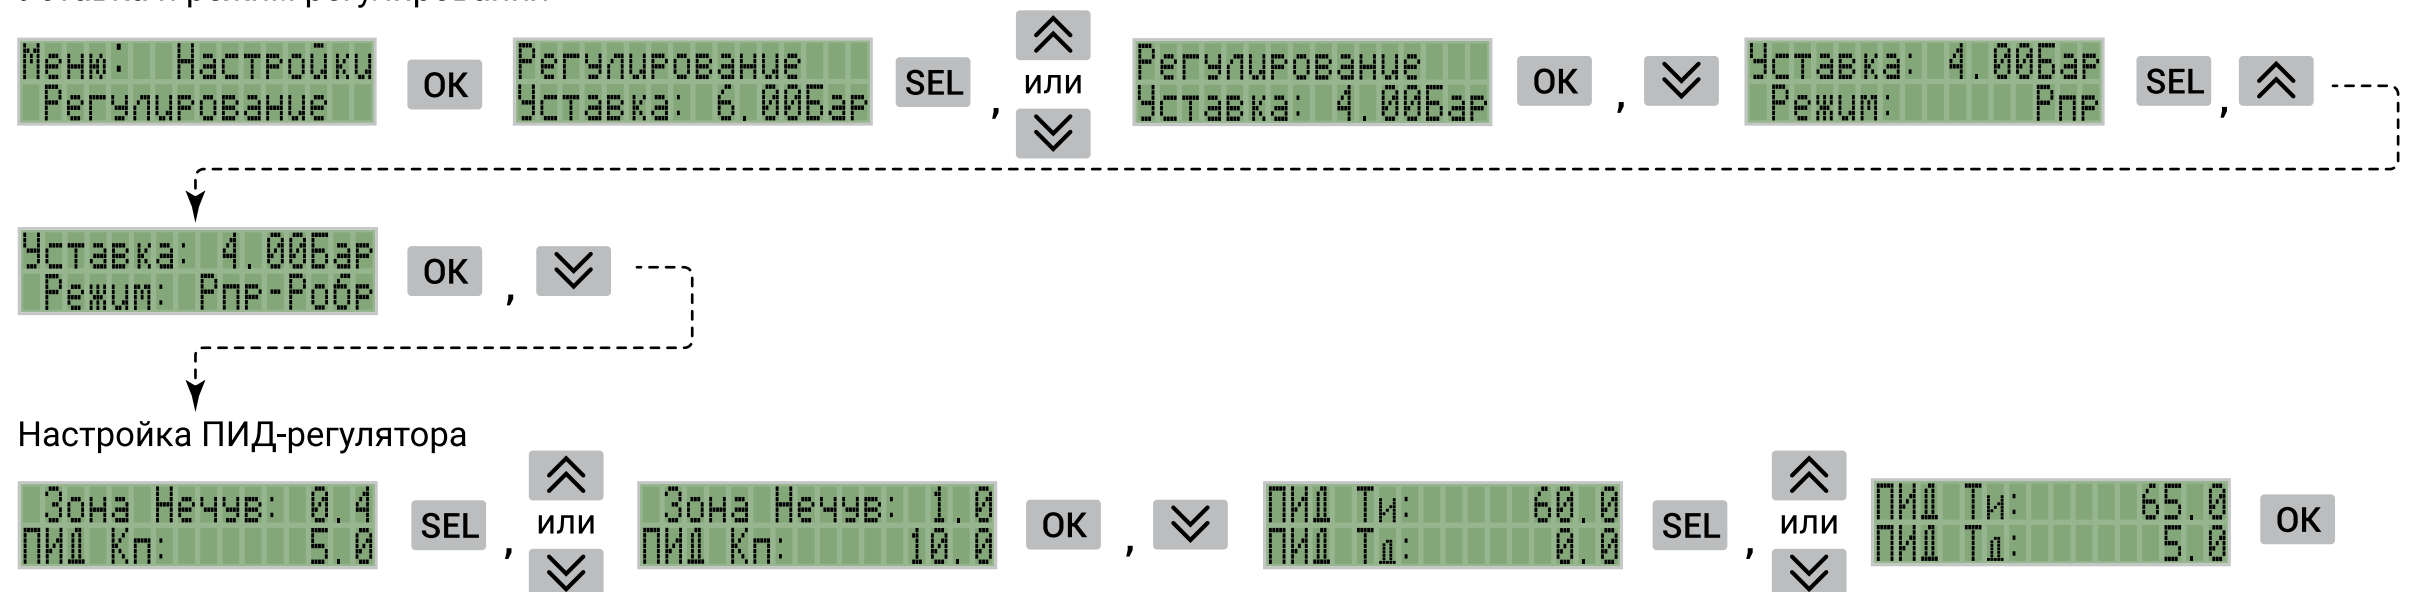 Меню: Настройки
Регулирование
OK
Регулирование
Уставка: 6.00Бар
SEL
,
или
Регулирование
Уставка: 4.00Бар
OK
,
Уставка: 4.00Бар
Режим: Рпр
SEL
,
Уставка: 4.00Бар
Режим: Рпр-Робр
OK
,
Настройка ПИД-регулятора
Зона Нечув: 0.4
ПИД Кп: 5.0
SEL
,
или
Зона Нечув: 1.0
ПИД Кп: 10.0
OK
,
ПИД Ти: 60.0
ПИД Тд: 0.0
SEL
,
или
ПИД Ти: 65.0
ПИД Тд: 5.0
OK